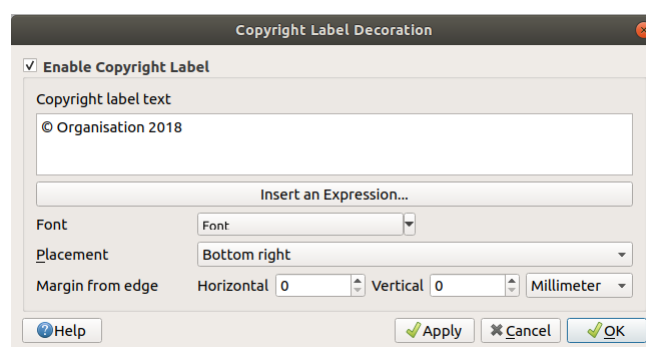 Copyright Label Decoration
Enable Copyright Label
Copyright label text
© Organisation 2018
Insert an Expression...
Font Font
Placement Bottom right
Margin from edge Horizontal 0 Vertical 0 Millimeter
Help Apply Cancel OK